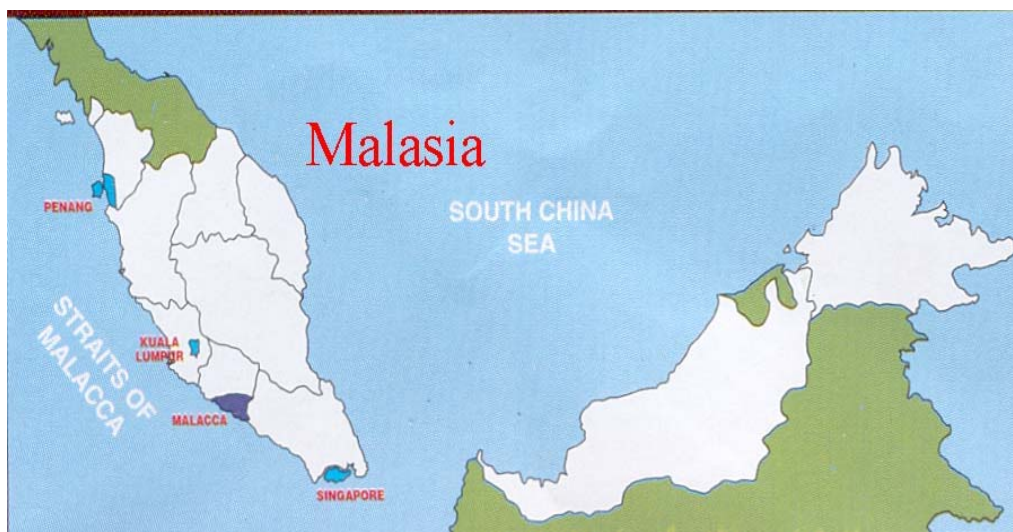 Malasia
SOUTH CHINA
SEA
PENANG
STRAITS OF
MALACCA
KUALA
LUMPUR
MALACCA
SINGAPORE